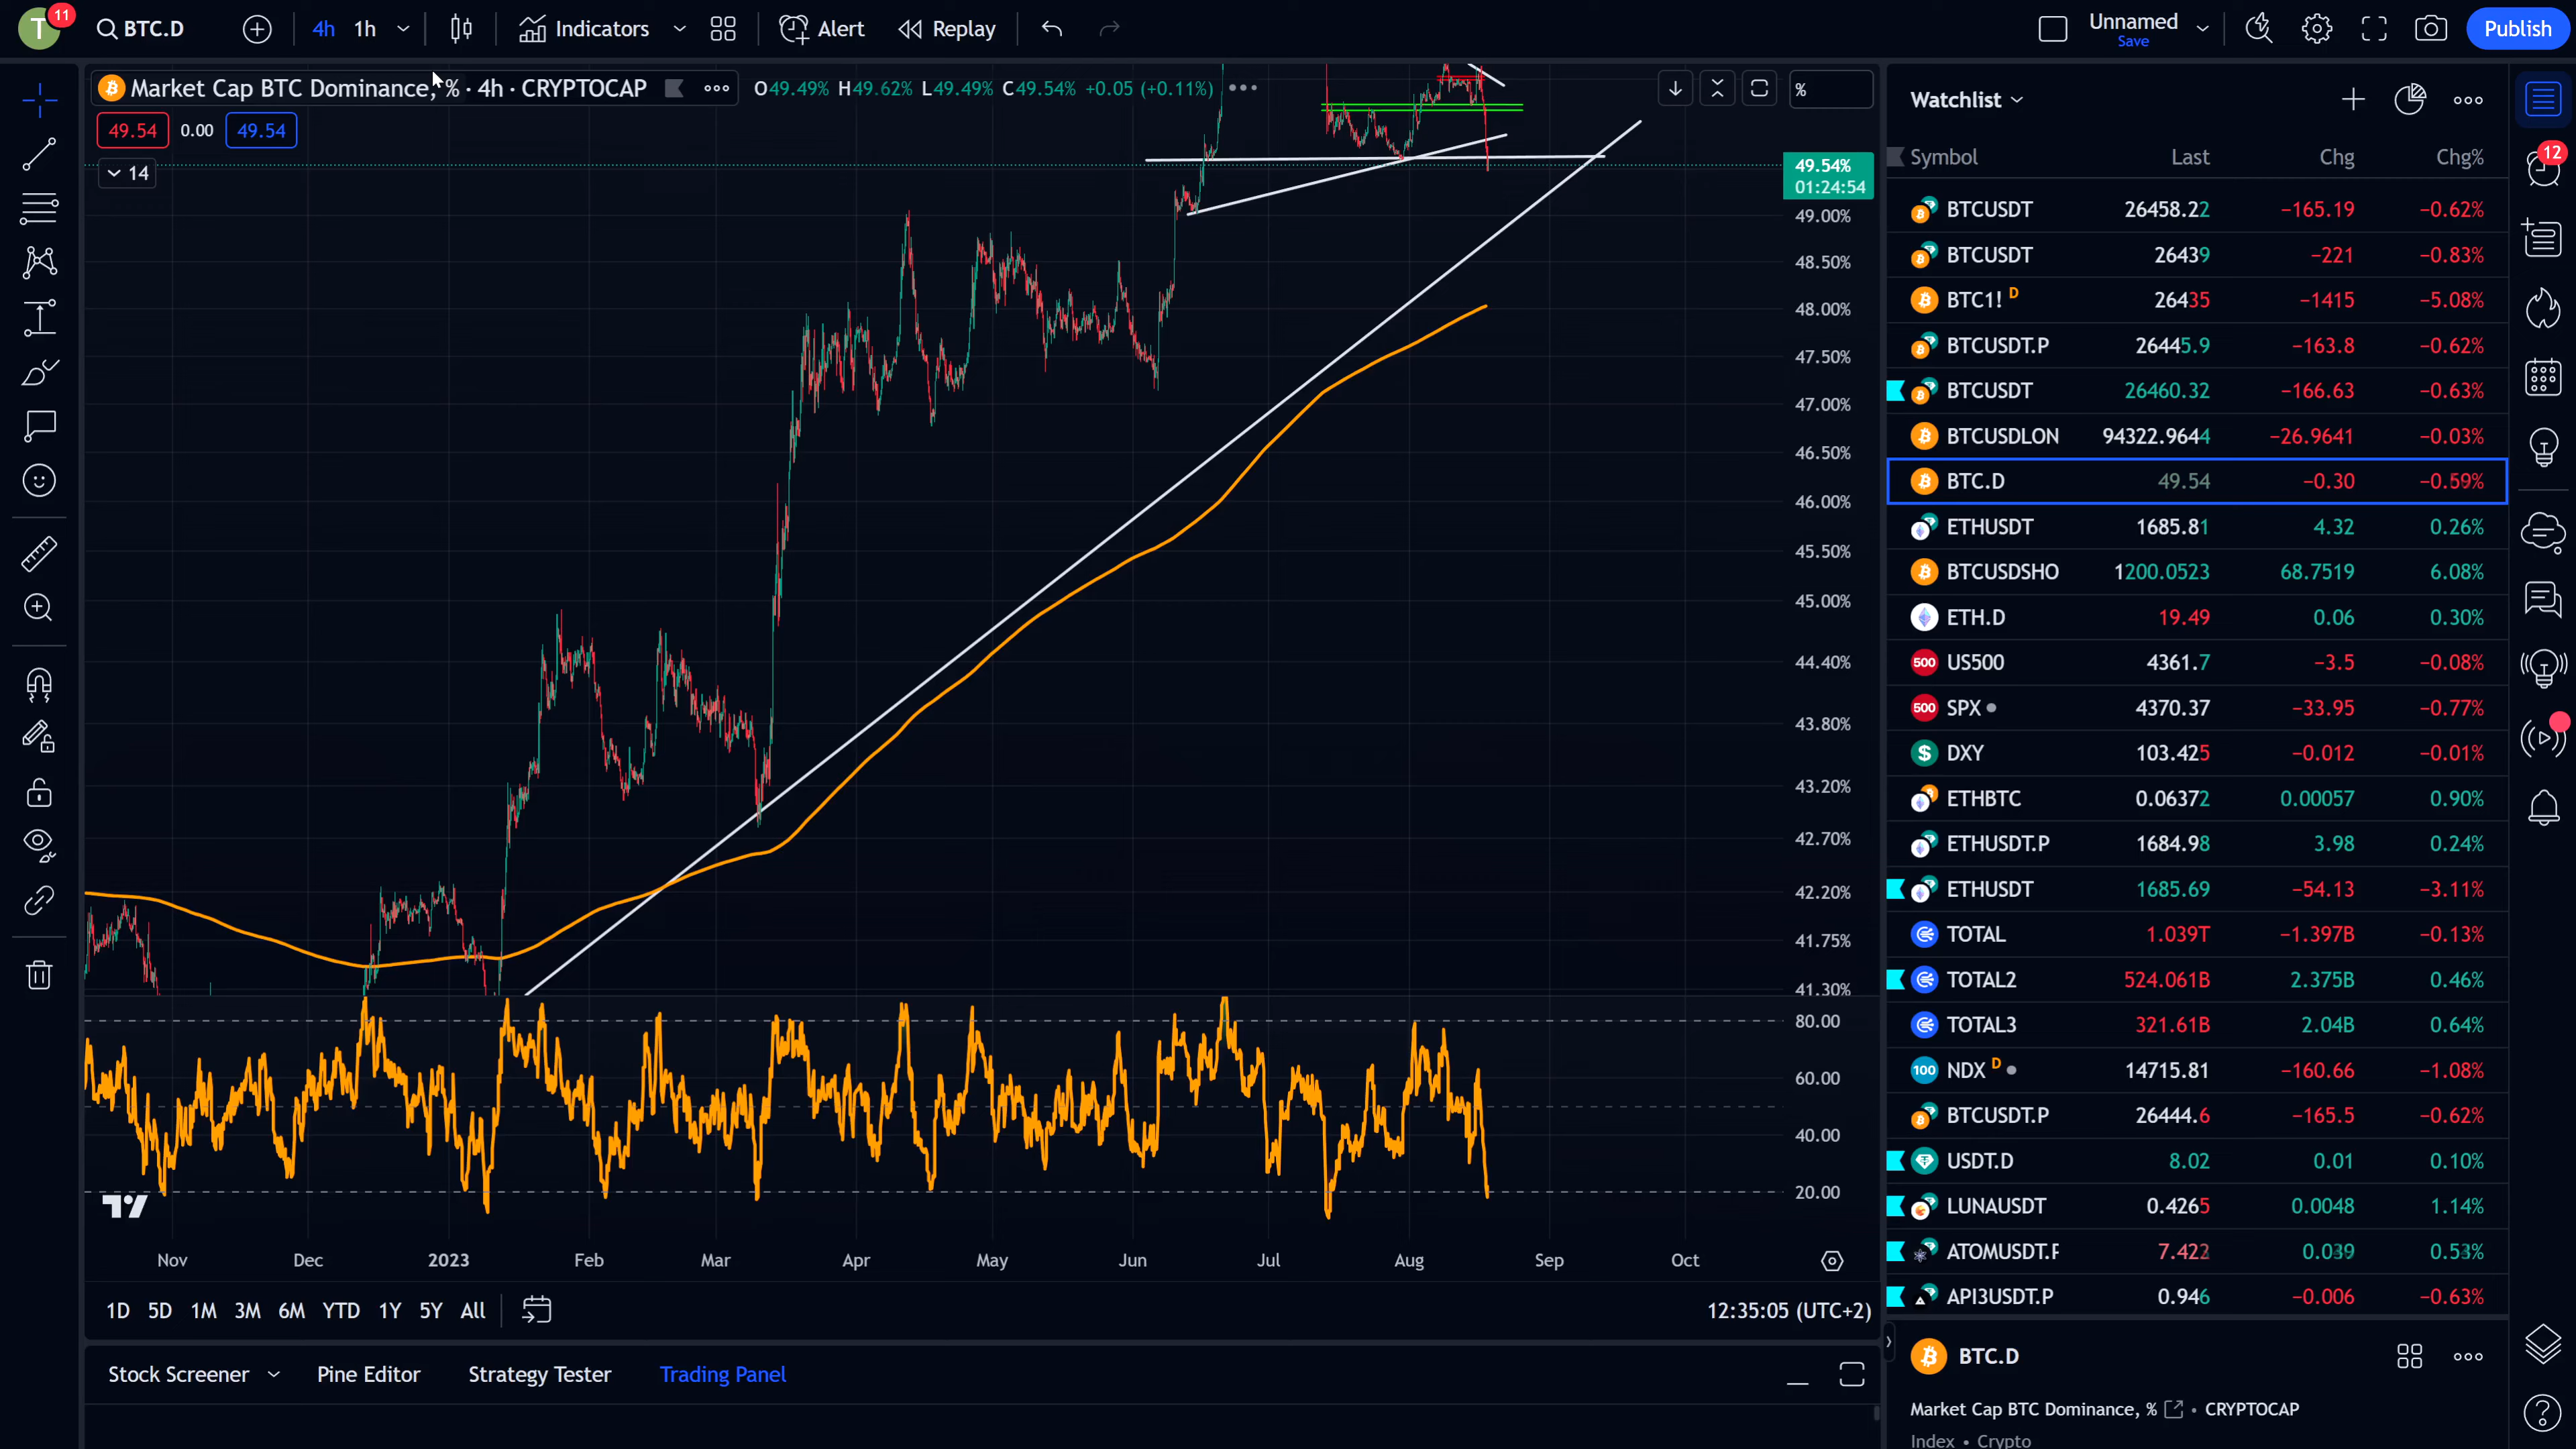 T 11 BTC.D 4h 1h Indicators Alert Replay Unnamed Save Publish
Market Cap BTC Dominance, % · 4h · CRYPTOCAP O49.49% H49.62% L49.49% C49.54% +0.05 (+0.11%) %
49.54 0.00 49.54
14
49.54%
01:24:54
49.00%
48.50%
48.00%
47.50%
47.00%
46.50%
46.00%
45.50%
45.00%
44.40%
43.80%
43.20%
42.70%
42.20%
41.75%
41.30%
80.00
60.00
40.00
20.00
Nov Dec 2023 Feb Mar Apr May Jun Jul Aug Sep Oct
1D 5D 1M 3M 6M YTD 1Y 5Y All 12:35:05 (UTC+2)
Stock Screener Pine Editor Strategy Tester Trading Panel
Watchlist
Symbol Last Chg Chg%
BTCUSDT 26458.22 −165.19 −0.62%
BTCUSDT 26439 −221 −0.83%
BTC1! D 26435 −1415 −5.08%
BTCUSDT.P 26445.9 −163.8 −0.62%
BTCUSDT 26460.32 −166.63 −0.63%
BTCUSDLON 94322.9644 −26.9641 −0.03%
BTC.D 49.54 −0.30 −0.59%
ETHUSDT 1685.81 4.32 0.26%
BTCUSDSHO 1200.0523 68.7519 6.08%
ETH.D 19.49 0.06 0.30%
500 US500 4361.7 −3.5 −0.08%
500 SPX 4370.37 −33.95 −0.77%
$ DXY 103.425 −0.012 −0.01%
ETHBTC 0.06372 0.00057 0.90%
ETHUSDT.P 1684.98 3.98 0.24%
ETHUSDT 1685.69 −54.13 −3.11%
TOTAL 1.039T −1.397B −0.13%
TOTAL2 524.061B 2.375B 0.46%
TOTAL3 321.61B 2.04B 0.64%
100 NDX D 14715.81 −160.66 −1.08%
BTCUSDT.P 26444.6 −165.5 −0.62%
USDT.D 8.02 0.01 0.10%
LUNAUSDT 0.4265 0.0048 1.14%
ATOMUSDT.F 7.422 0.039 0.53%
API3USDT.P 0.946 −0.006 −0.63%
BTC.D
Market Cap BTC Dominance, % • CRYPTOCAP
Index • Crypto
12